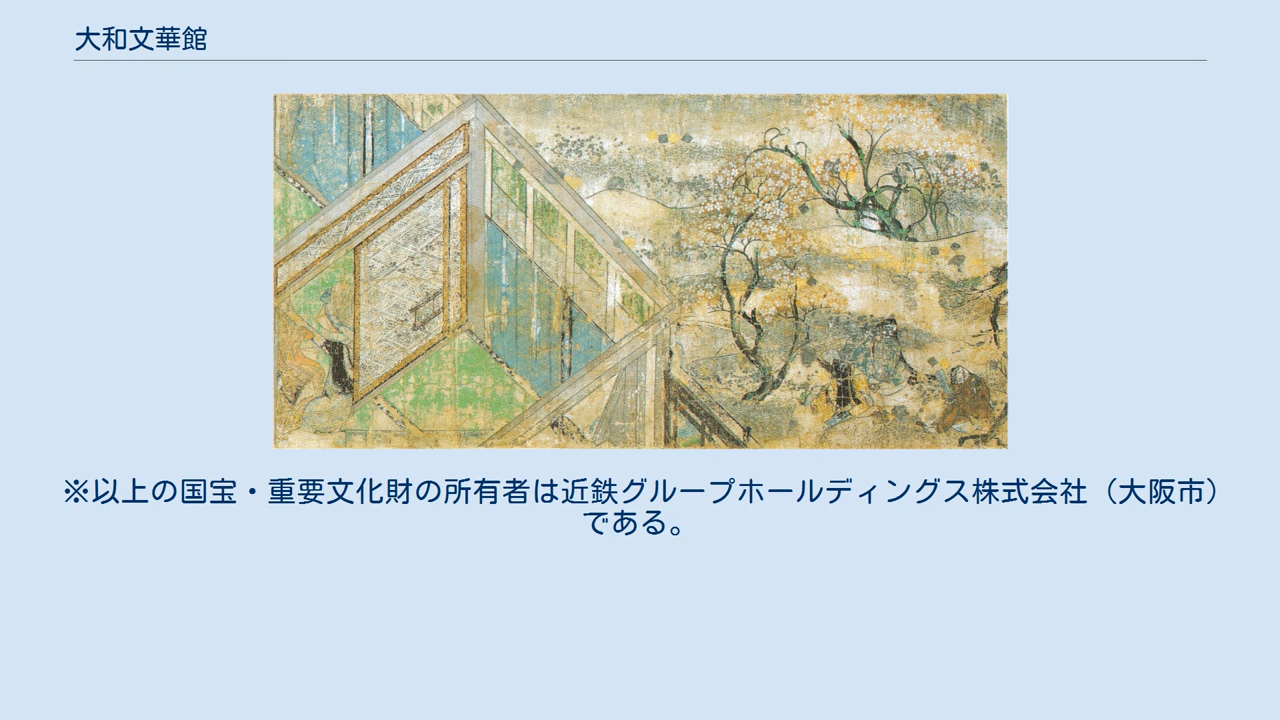 大和文華館
※以上の国宝・重要文化財の所有者は近鉄グループホールディングス株式会社（大阪市）
である。